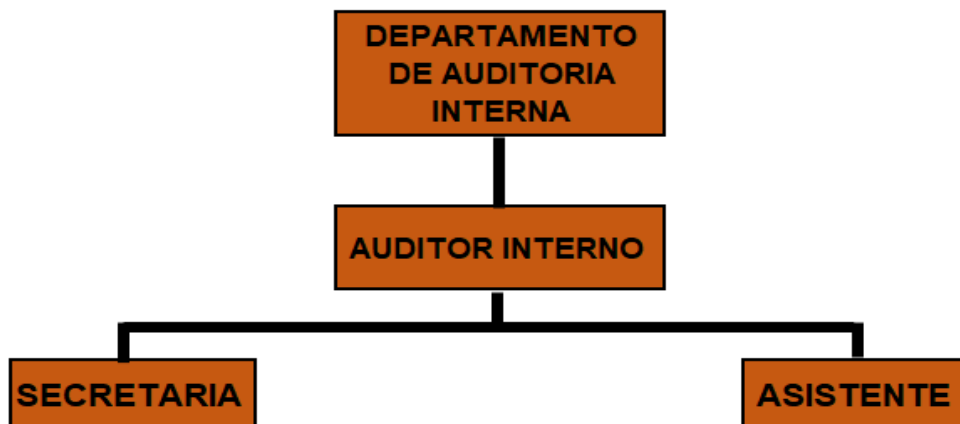 DEPARTAMENTO
DE AUDITORIA
INTERNA
AUDITOR INTERNO
SECRETARIA
ASISTENTE